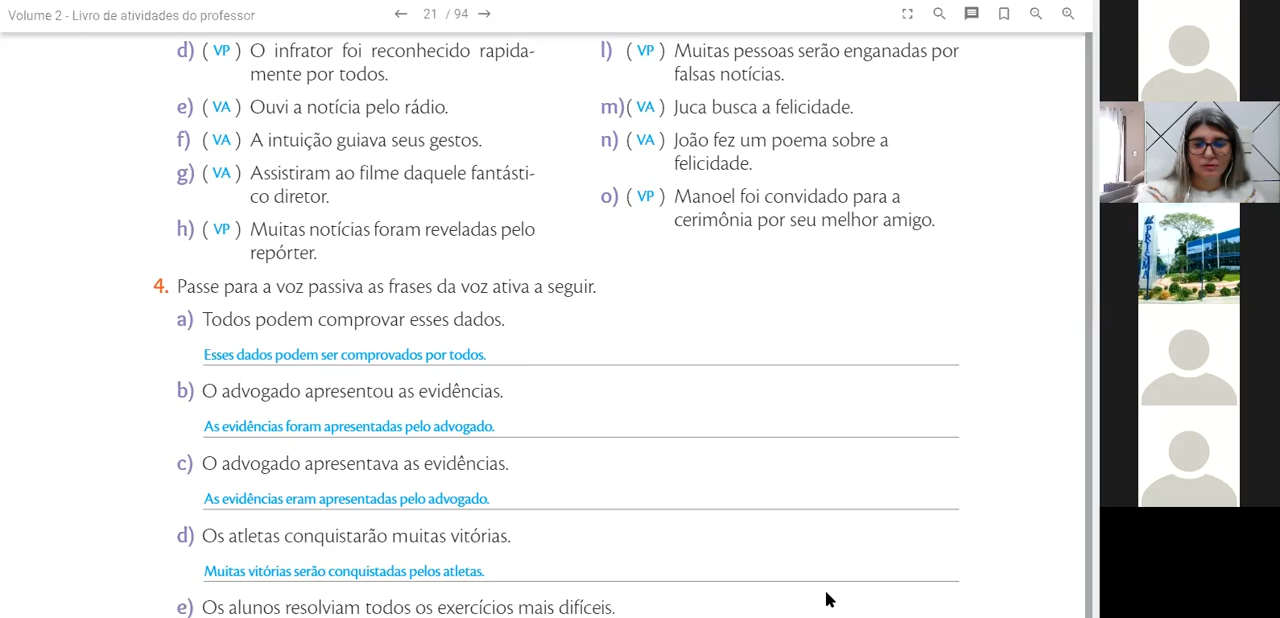 Volume 2 - Livro de atividades do professor
21 / 94
d) ( VP ) O infrator foi reconhecido rapida-
mente por todos.
e) ( VA ) Ouvi a notícia pelo rádio.
f) ( VA ) A intuição guiava seus gestos.
g) ( VA ) Assistiram ao filme daquele fantásti-
co diretor.
h) ( VP ) Muitas notícias foram reveladas pelo
repórter.
l) ( VP ) Muitas pessoas serão enganadas por
falsas notícias.
m) ( VA ) Juca busca a felicidade.
n) ( VA ) João fez um poema sobre a
felicidade.
o) ( VP ) Manoel foi convidado para a
cerimônia por seu melhor amigo.
4. Passe para a voz passiva as frases da voz ativa a seguir.
a) Todos podem comprovar esses dados.
Esses dados podem ser comprovados por todos.
b) O advogado apresentou as evidências.
As evidências foram apresentadas pelo advogado.
c) O advogado apresentava as evidências.
As evidências eram apresentadas pelo advogado.
d) Os atletas conquistarão muitas vitórias.
Muitas vitórias serão conquistadas pelos atletas.
e) Os alunos resolviam todos os exercícios mais difíceis.
PRISMA